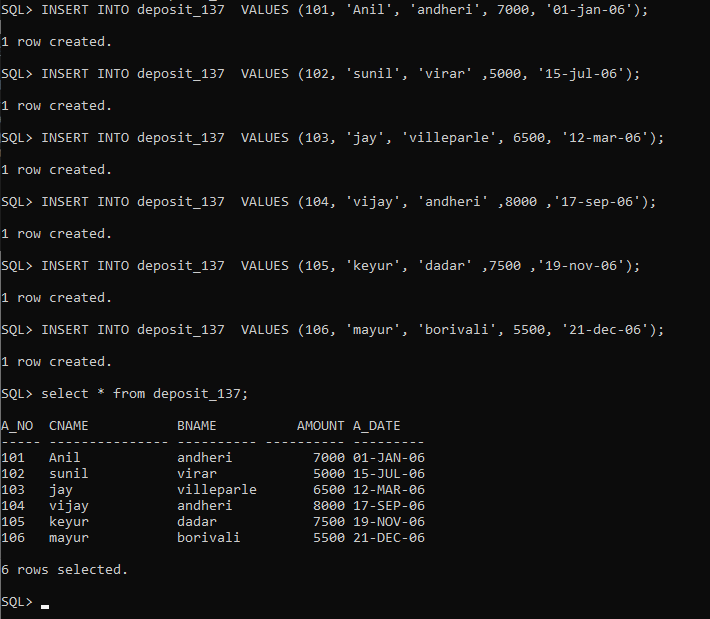 SQL> INSERT INTO deposit_137  VALUES (101, 'Anil', 'andheri', 7000, '01-jan-06');
1 row created.
SQL> INSERT INTO deposit_137  VALUES (102, 'sunil', 'virar' ,5000, '15-jul-06');
1 row created.
SQL> INSERT INTO deposit_137  VALUES (103, 'jay', 'villeparle', 6500, '12-mar-06');
1 row created.
SQL> INSERT INTO deposit_137  VALUES (104, 'vijay', 'andheri' ,8000 ,'17-sep-06');
1 row created.
SQL> INSERT INTO deposit_137  VALUES (105, 'keyur', 'dadar' ,7500 ,'19-nov-06');
1 row created.
SQL> INSERT INTO deposit_137  VALUES (106, 'mayur', 'borivali', 5500, '21-dec-06');
1 row created.
SQL> select * from deposit_137;
A_NO  CNAME           BNAME          AMOUNT A_DATE
----- --------------- ---------- ---------- ---------
101   Anil            andheri          7000 01-JAN-06
102   sunil           virar            5000 15-JUL-06
103   jay             villeparle       6500 12-MAR-06
104   vijay           andheri          8000 17-SEP-06
105   keyur           dadar            7500 19-NOV-06
106   mayur           borivali         5500 21-DEC-06
6 rows selected.
SQL>